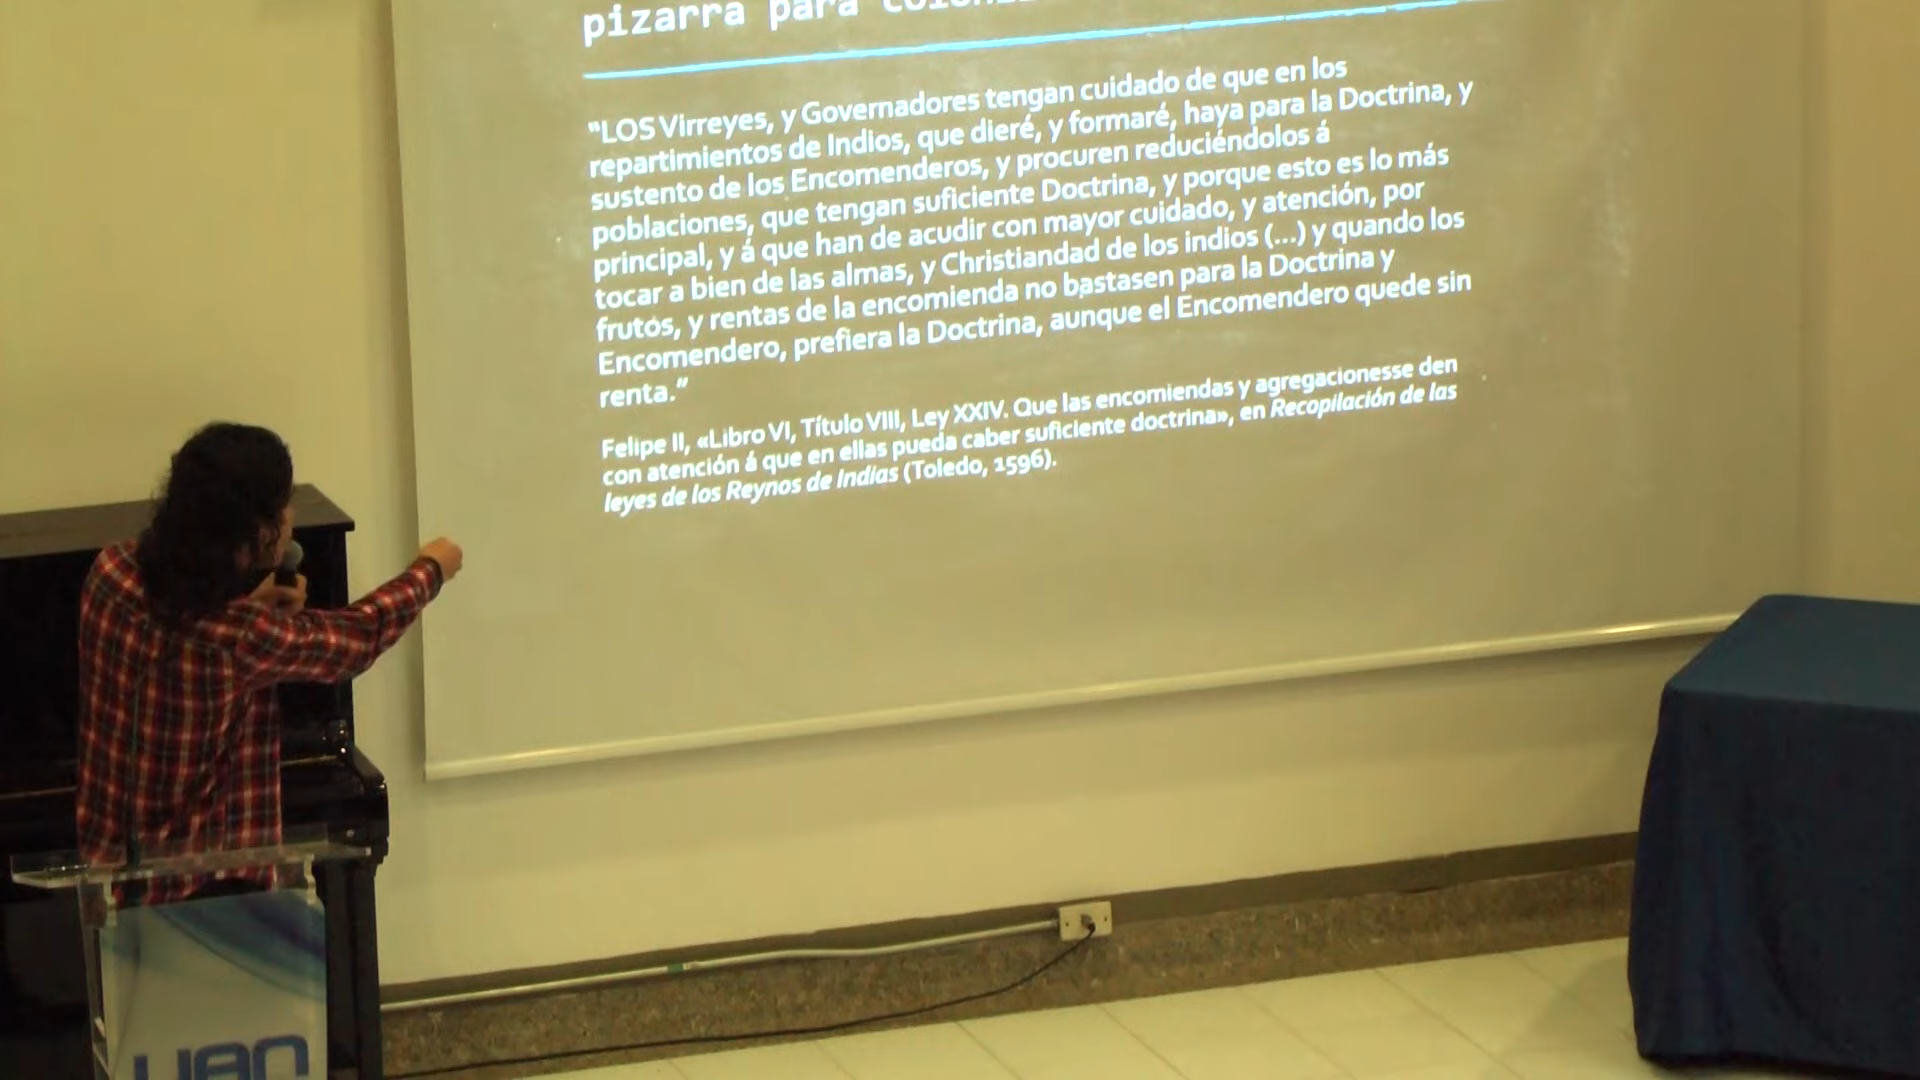 pizarra para
"LOS Virreyes, y Governadores tengan cuidado de que en los
repartimientos de Indios, que dieré, y formaré, haya para la Doctrina, y
sustento de los Encomenderos, y procuren reduciéndolos á
poblaciones, que tengan suficiente Doctrina, y porque esto es lo más
principal, y á que han de acudir con mayor cuidado, y atención, por
tocar a bien de las almas, y Christiandad de los indios (...) y quando los
frutos, y rentas de la encomienda no bastasen para la Doctrina y
Encomendero, prefiera la Doctrina, aunque el Encomendero quede sin
renta."
Felipe II, «Libro VI, Título VIII, Ley XXIV. Que las encomiendas y agregacionesse den
con atención á que en ellas pueda caber suficiente doctrina», en Recopilación de las
leyes de los Reynos de Indias (Toledo, 1596).
UAN